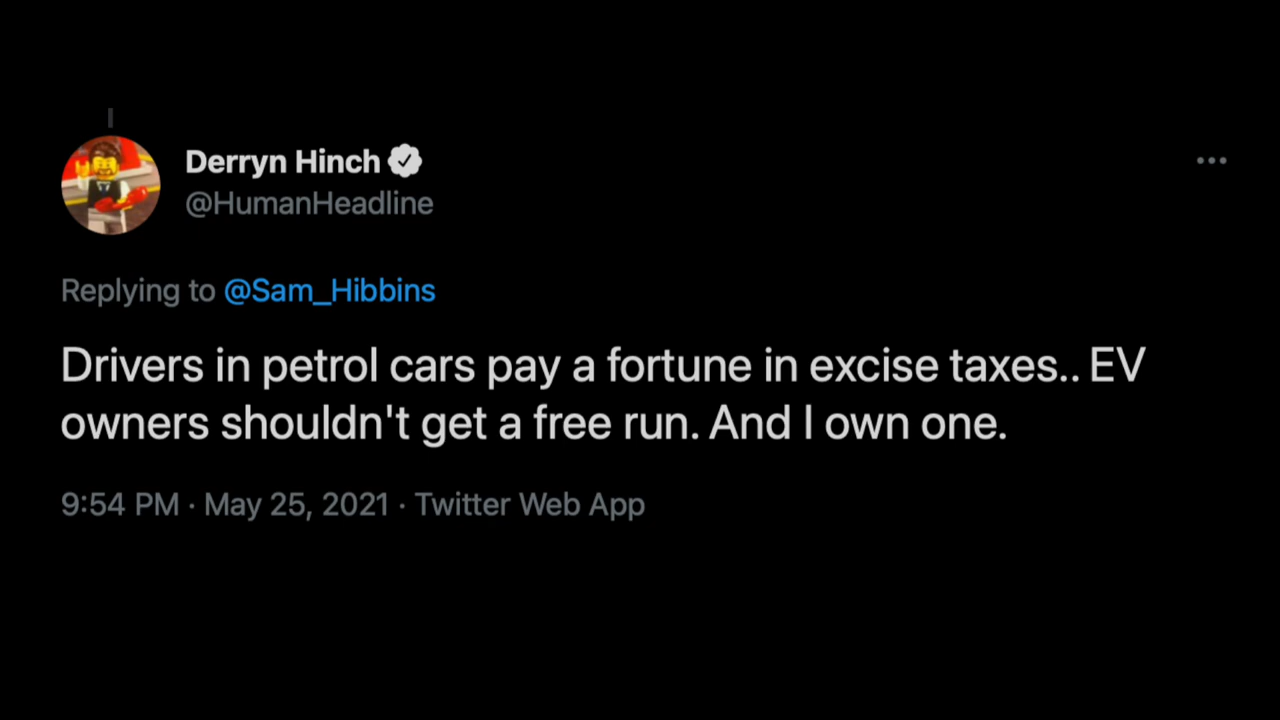 Derryn Hinch
@HumanHeadline
Replying to @Sam_Hibbins
Drivers in petrol cars pay a fortune in excise taxes.. EV
owners shouldn't get a free run. And I own one.
9:54 PM · May 25, 2021 · Twitter Web App